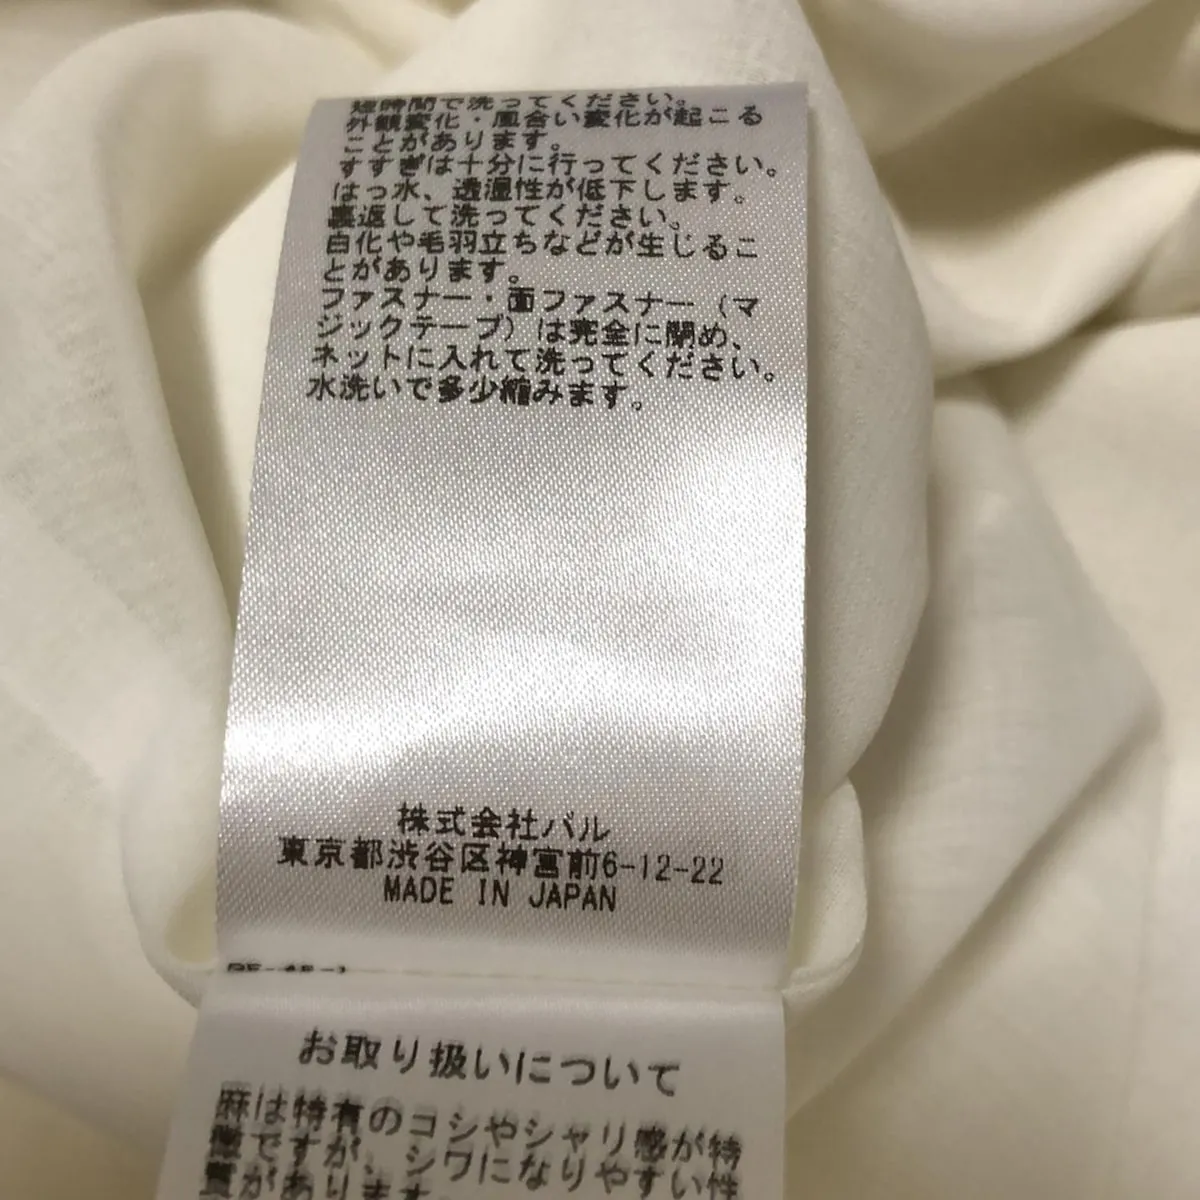 短時間で洗ってください。
外観変化・風合い変化が起こる
ことがあります。
すすぎは十分に行ってください。
はっ水、透湿性が低下します。
裏返して洗ってください。
白化や毛羽立ちなどが生じるこ
とがあります。
ファスナー・面ファスナー（マ
ジックテープ）は完全に閉め、
ネットに入れて洗ってください。
水洗いで多少縮みます。
株式会社パル
東京都渋谷区神宮前6-12-22
MADE IN JAPAN
お取り扱いについて
麻は特有のコシやシャリ感が特
徴ですが、シワになりやすい性
質があります。